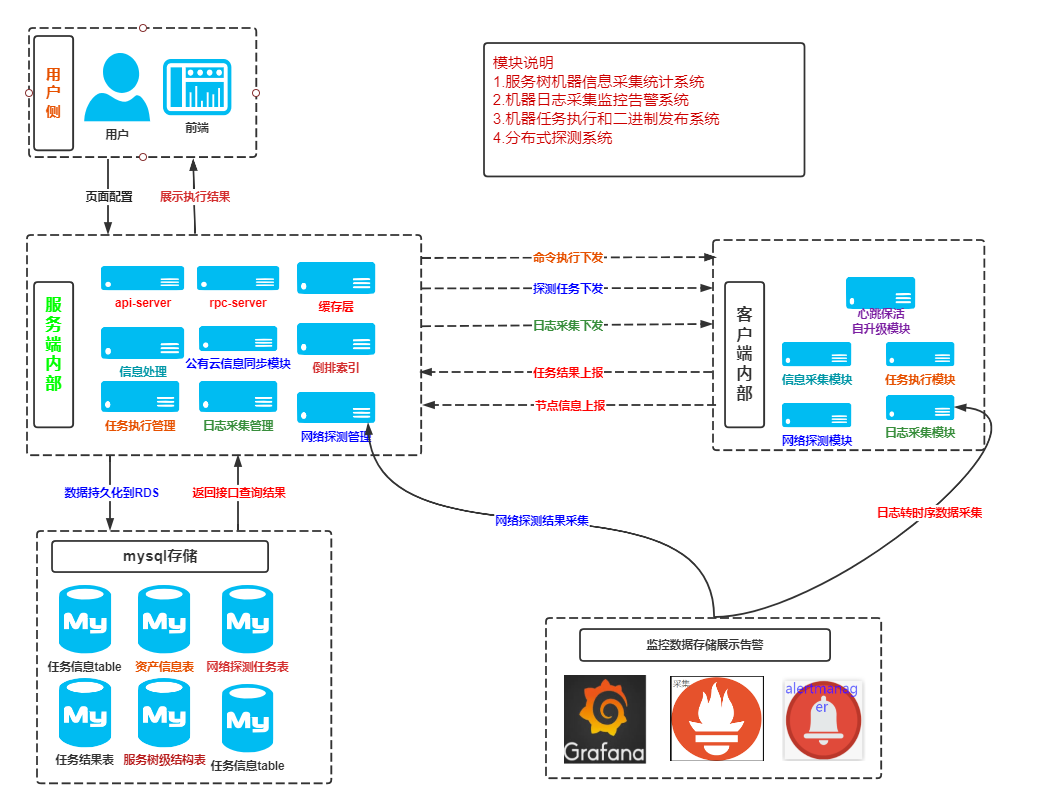 用
户
侧
用户
前端
模块说明
1.服务树机器信息采集统计系统
2.机器日志采集监控告警系统
3.机器任务执行和二进制发布系统
4.分布式探测系统
页面配置
展示执行结果
服
务
端
内
部
api-server
rpc-server
缓存层
信息处理
公有云信息同步模块
倒排索引
任务执行管理
日志采集管理
网络探测管理
命令执行下发
探测任务下发
日志采集下发
任务结果上报
节点信息上报
客
户
端
内
部
心跳保活
自升级模块
信息采集模块
任务执行模块
网络探测模块
日志采集模块
数据持久化到RDS
返回接口查询结果
网络探测结果采集
日志转时序数据采集
mysql存储
My
My
My
任务信息table
资产信息表
网络探测任务表
My
My
My
任务结果表
服务树级结构表
任务信息table
监控数据存储展示告警
Grafana
采集
alertmanag
er